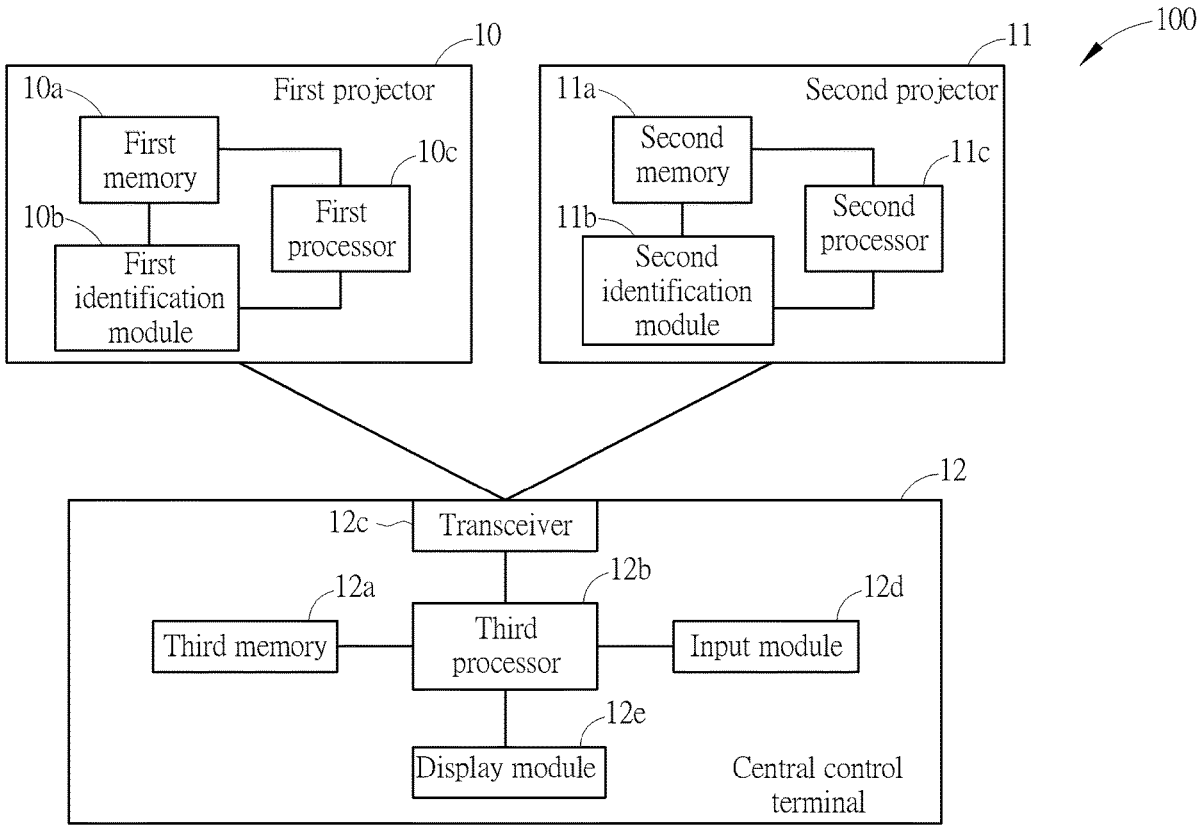 100
10
First projector
10a
First
memory
10c
First
processor
10b
First
identification
module
11
Second projector
11a
Second
memory
11c
Second
processor
11b
Second
identification
module
12
12c
Transceiver
12a
Third memory
12b
Third
processor
12d
Input module
12e
Display module
Central control
terminal